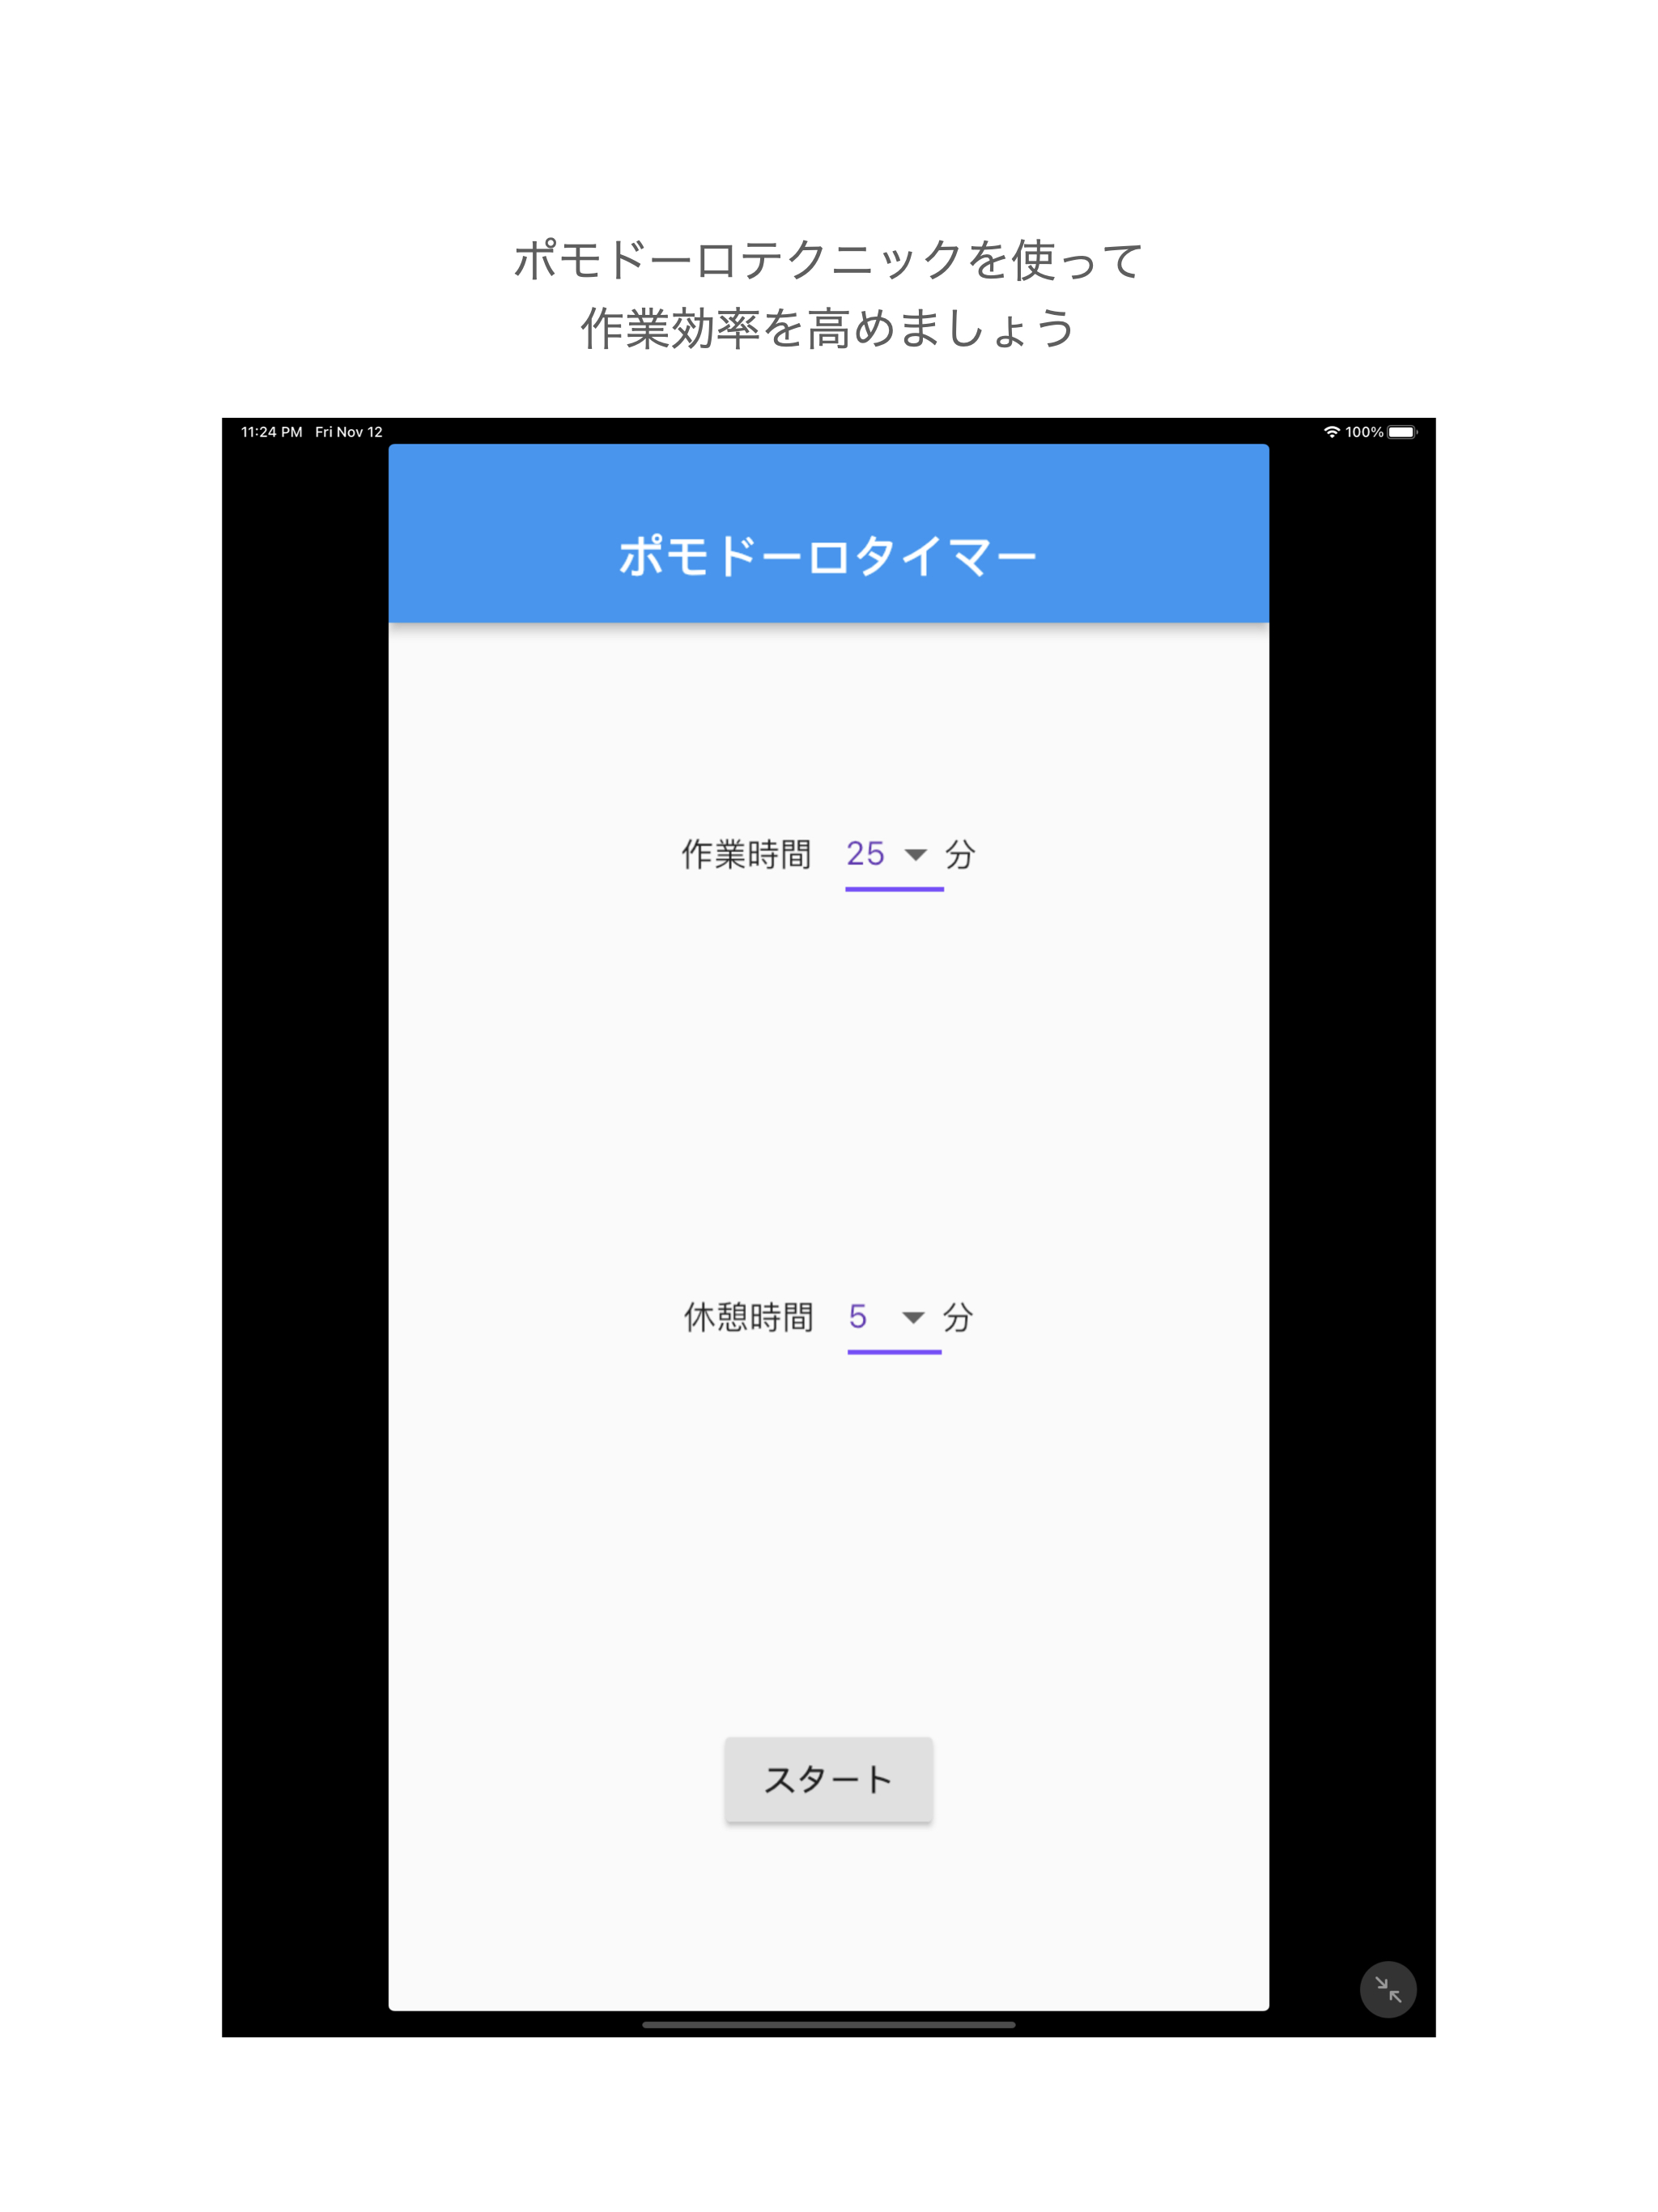 ポモドーロテクニックを使って
作業効率を高めましょう
11:24 PM Fri Nov 12 100%
ポモドーロタイマー
作業時間 25 分
休憩時間 5 分
スタート